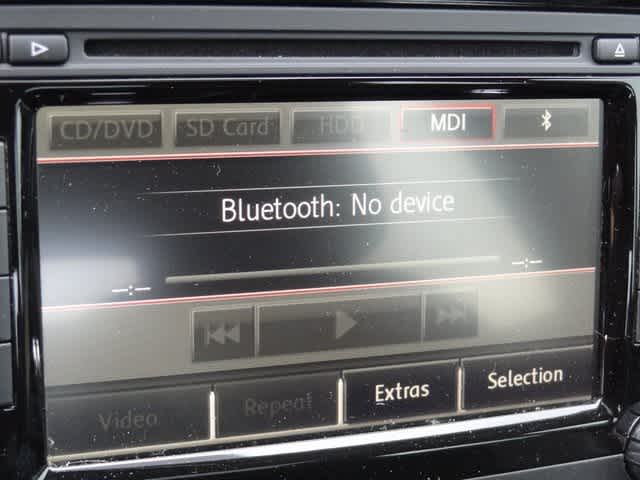 CD/DVD SD Card HDD MDI
Bluetooth: No device
--:-- --:--
Video Repeat Extras Selection